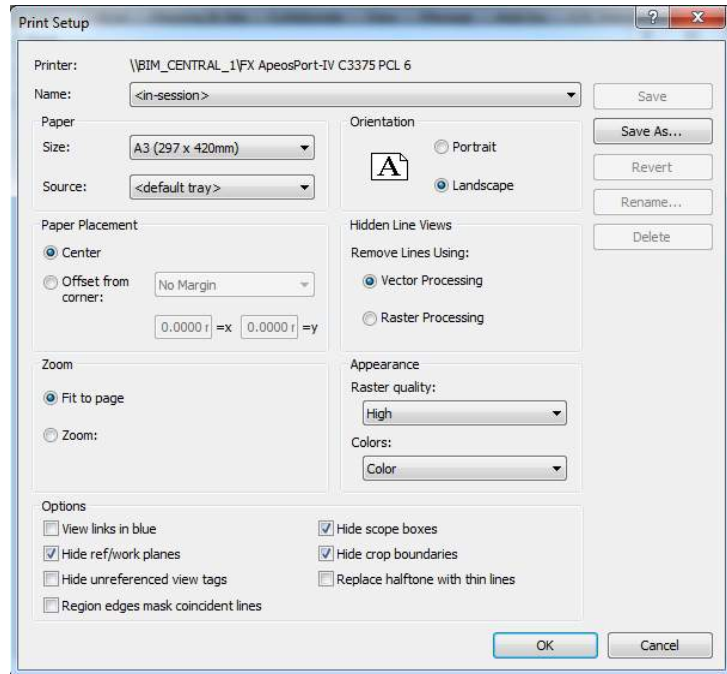 Print Setup
Printer: \\BIM_CENTRAL_1\FX ApeosPort-IV C3375 PCL 6
Name: <in-session>
Save
Save As...
Revert
Rename...
Delete
Paper
Size: A3 (297 x 420mm)
Source: <default tray>
Orientation
A
Portrait
Landscape
Paper Placement
Center
Offset from
corner:
No Margin
0.0000 r =x 0.0000 r =y
Hidden Line Views
Remove Lines Using:
Vector Processing
Raster Processing
Zoom
Fit to page
Zoom:
Appearance
Raster quality:
High
Colors:
Color
Options
View links in blue
Hide ref/work planes
Hide unreferenced view tags
Region edges mask coincident lines
Hide scope boxes
Hide crop boundaries
Replace halftone with thin lines
OK
Cancel